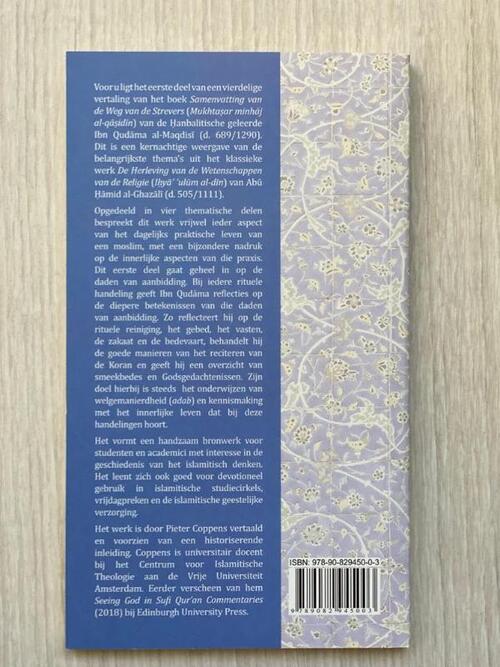 Voor u ligt het eerste deel van een vierdelige
vertaling van het boek Samenvatting van
de Weg van de Strevers (Mukhtaṣar minhāj
al-qāṣidīn) van de Ḥanbalitische geleerde
Ibn Qudāma al-Maqdisī (d. 689/1290).
Dit is een kernachtige weergave van de
belangrijkste thema's uit het klassieke
werk De Herleving van de Wetenschappen
van de Religie (Iḥyāʾ ʿulūm al-dīn) van Abū
Ḥāmid al-Ghazālī (d. 505/1111).
Opgedeeld in vier thematische delen
bespreekt dit werk vrijwel ieder aspect
van het dagelijks praktische leven van
een moslim, met een bijzondere nadruk
op de innerlijke aspecten van die praxis.
Dit eerste deel gaat geheel in op de
daden van aanbidding. Bij iedere rituele
handeling geeft Ibn Qudāma reflecties op
de diepere betekenissen van die daden
van aanbidding. Zo reflecteert hij op de
rituele reiniging, het gebed, het vasten,
de zakaat en de bedevaart, behandelt hij
de goede manieren van het reciteren van
de Koran en geeft hij een overzicht van
smeekbedes en Godsgedachtenissen. Zijn
doel hierbij is steeds het onderwijzen van
welgemanierdheid (adab) en kennismaking
met het innerlijke leven dat bij deze
handelingen hoort.
Het vormt een handzaam bronwerk voor
studenten en academici met interesse in de
geschiedenis van het islamitisch denken.
Het leent zich ook goed voor devotioneel
gebruik in islamitische studiecirkels,
vrijdagpreken en de islamitische geestelijke
verzorging.
Het werk is door Pieter Coppens vertaald
en voorzien van een historiserende
inleiding. Coppens is universitair docent
bij het Centrum voor Islamitische
Theologie aan de Vrije Universiteit
Amsterdam. Eerder verscheen van hem
Seeing God in Sufi Qur'an Commentaries
(2018) bij Edinburgh University Press.
ISBN: 978-90-829450-0-3
9 789082 945003